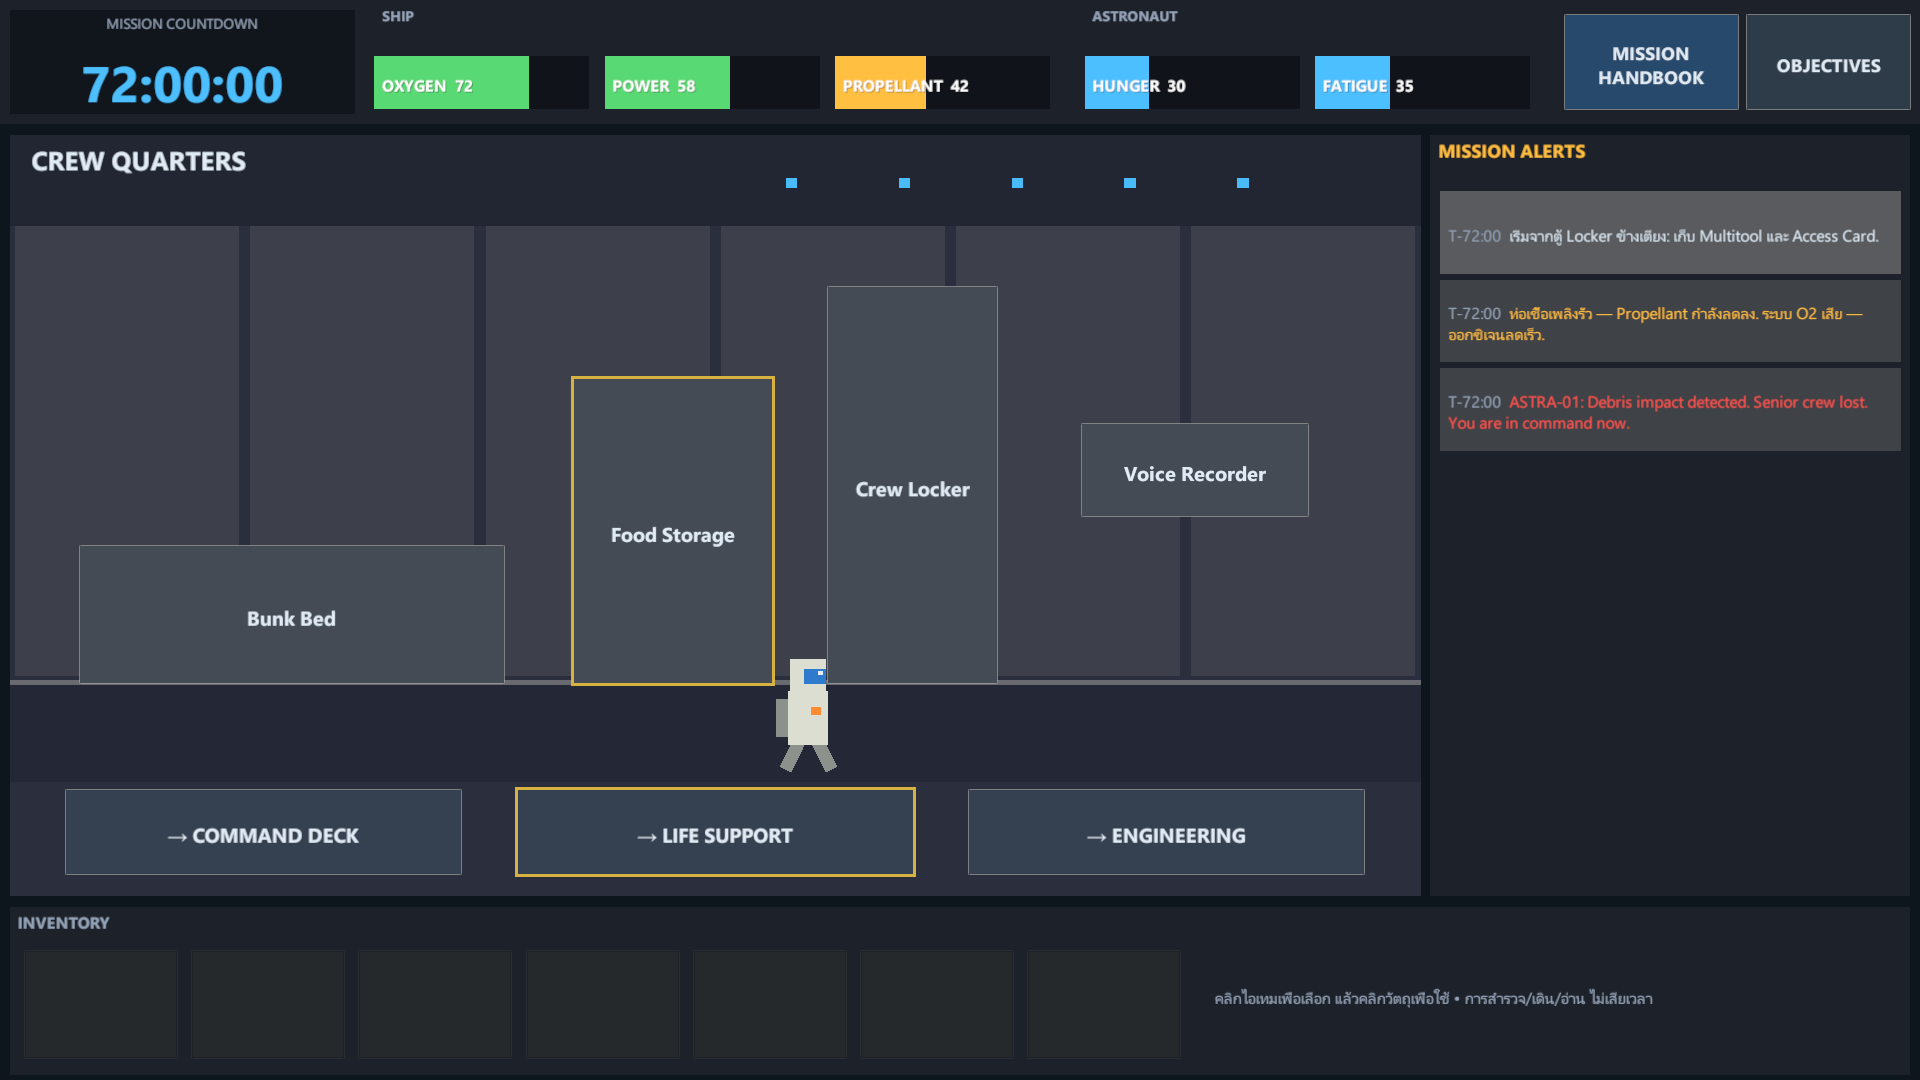 MISSION COUNTDOWN
72:00:00
SHIP
OXYGEN 72
POWER 58
PROPELLANT 42
ASTRONAUT
HUNGER 30
FATIGUE 35
MISSION
HANDBOOK
OBJECTIVES
CREW QUARTERS
Bunk Bed
Food Storage
Crew Locker
Voice Recorder
→ COMMAND DECK
→ LIFE SUPPORT
→ ENGINEERING
MISSION ALERTS
T-72:00 เริ่มจากตู้ Locker ข้างเตียง: เก็บ Multitool และ Access Card.
T-72:00 ท่อเชื้อเพลิงรั่ว — Propellant กำลังลดลง. ระบบ O2 เสีย —
ออกซิเจนลดเร็ว.
T-72:00 ASTRA-01: Debris impact detected. Senior crew lost.
You are in command now.
INVENTORY
คลิกไอเทมเพื่อเลือก แล้วคลิกวัตถุเพื่อใช้ • การสำรวจ/เดิน/อ่าน ไม่เสียเวลา